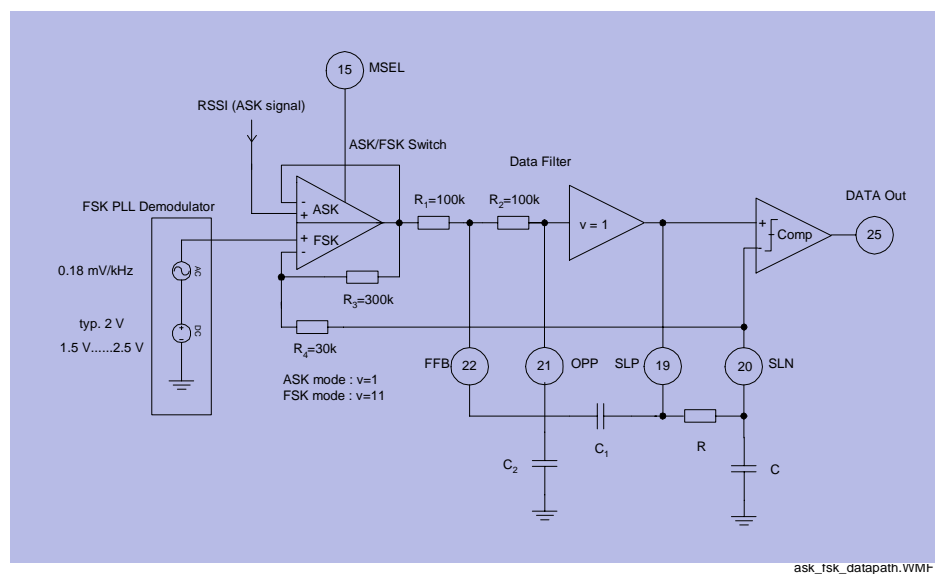 15 MSEL
RSSI (ASK signal)
ASK/FSK Switch
Data Filter
FSK PLL Demodulator
- 
+ ASK
+ FSK
-
R1=100k
R2=100k
v = 1
+
-
Comp
DATA Out
25
0.18 mV/kHz
AC
R3=300k
typ. 2 V
1.5 V......2.5 V
+
-
DC
R4=30k
ASK mode : v=1
FSK mode : v=11
FFB 22
21 OPP
SLP 19
20 SLN
C1
R
C2
C
ask_fsk_datapath.WMF